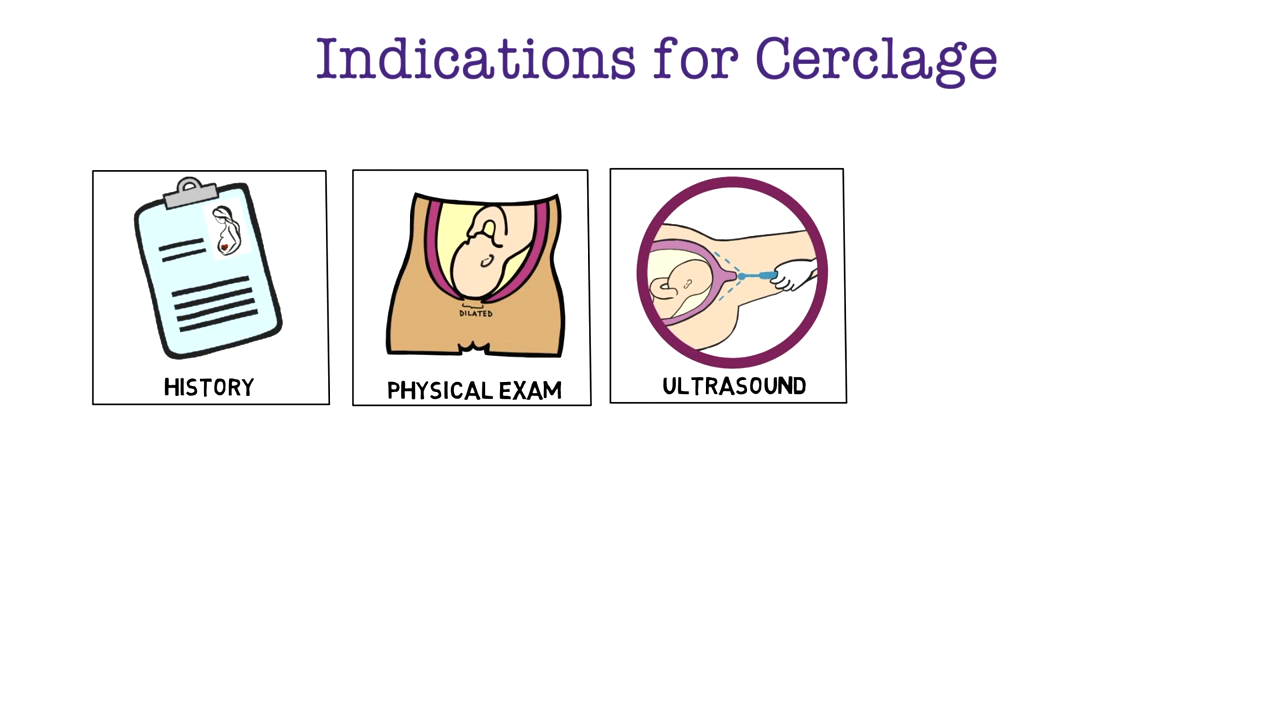 Indications for Cerclage
HISTORY
DILATED
PHYSICAL EXAM
ULTRASOUND